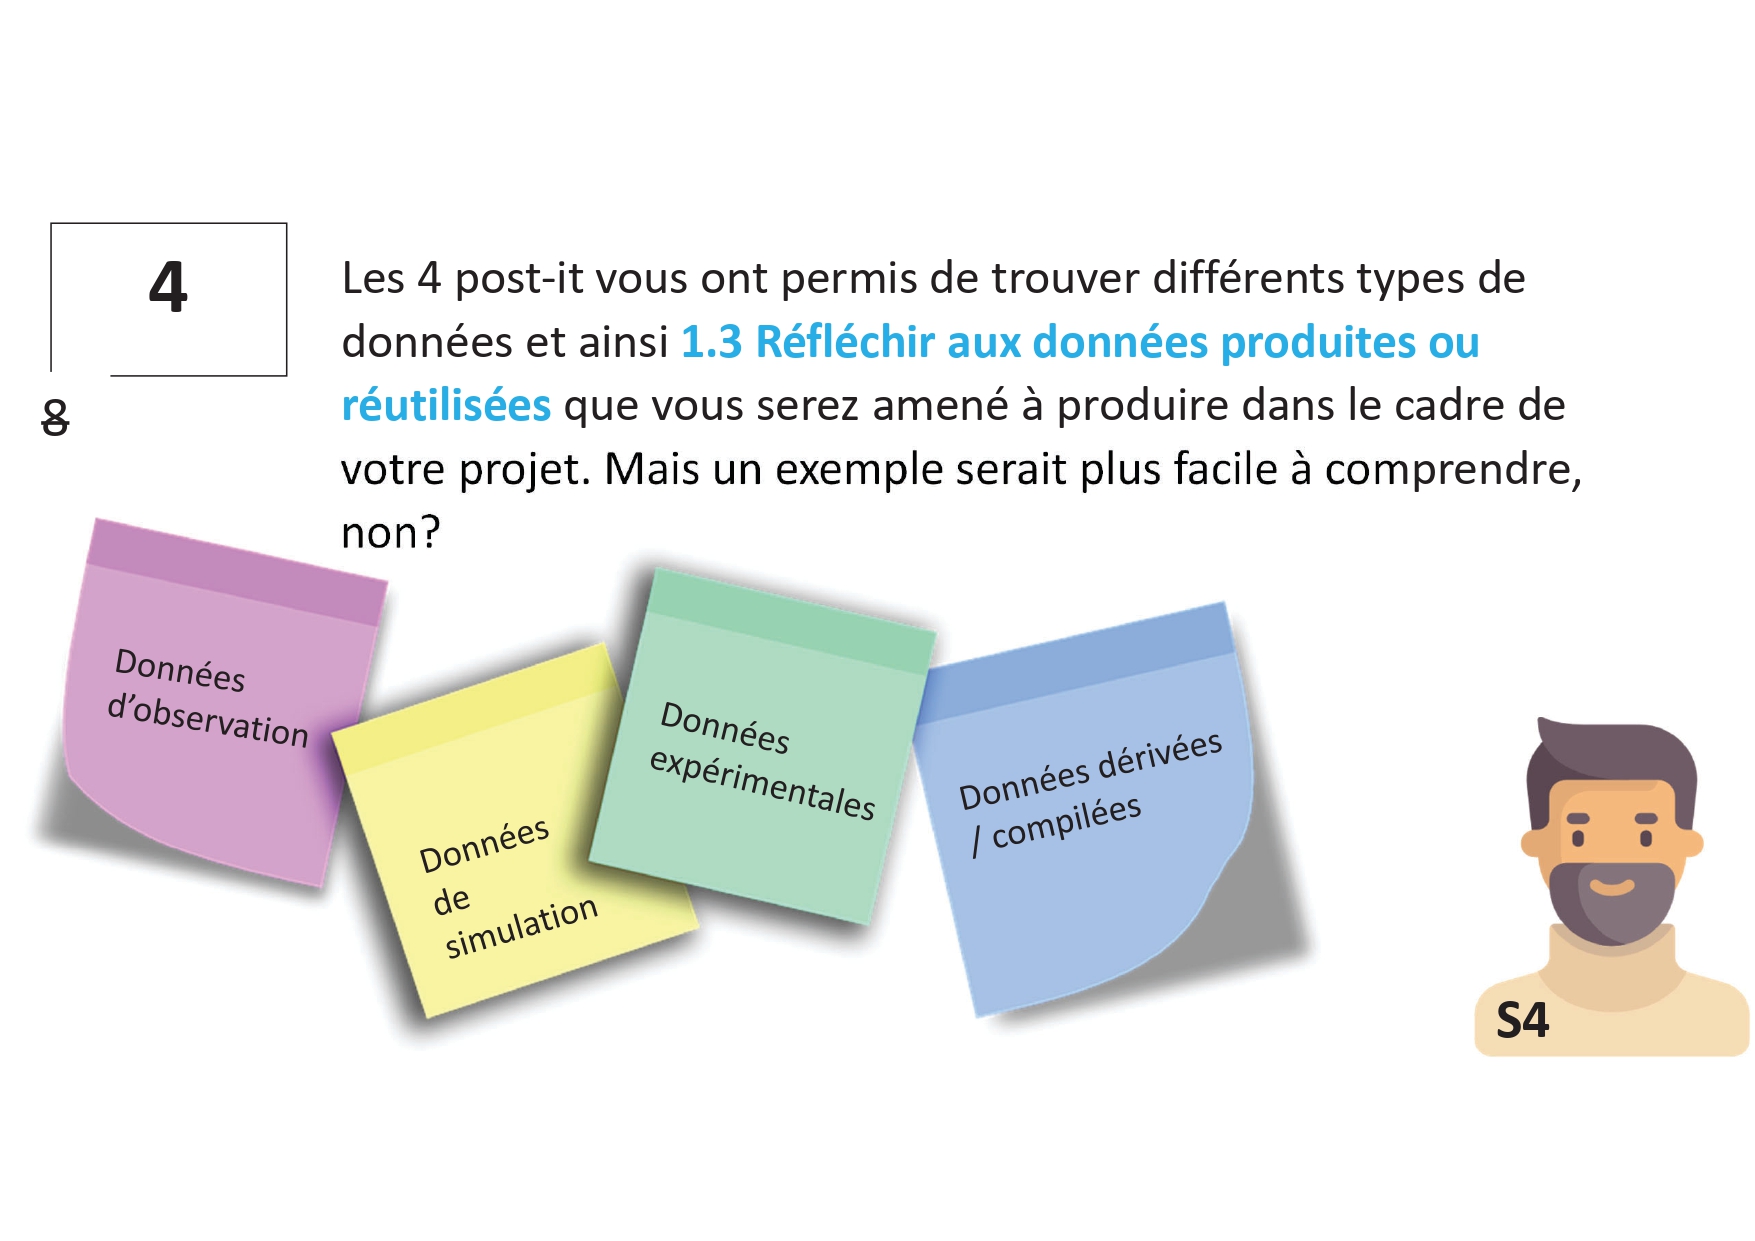 4
Les 4 post-it vous ont permis de trouver différents types de
données et ainsi 1.3 Réfléchir aux données produites ou
réutilisées que vous serez amené à produire dans le cadre de
votre projet. Mais un exemple serait plus facile à comprendre,
non?
8
Données
d’observation
Données
de
simulation
Données
expérimentales
Données dérivées
/ compilées
S4